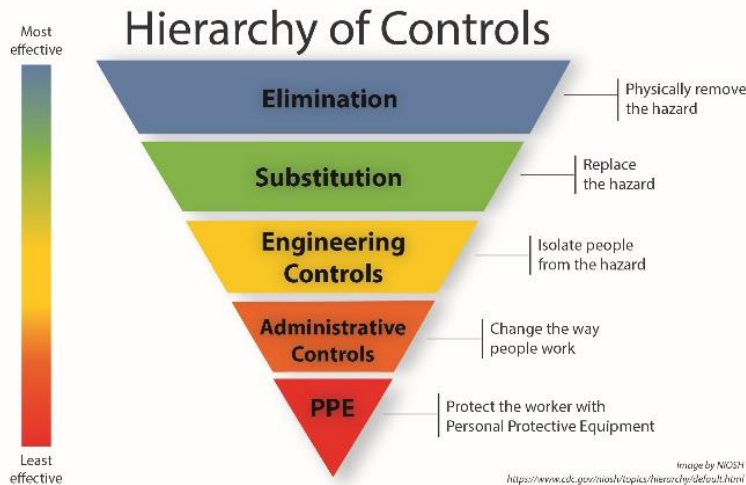 Hierarchy of Controls
Most
effective
Elimination
Physically remove
the hazard
Substitution
Replace
the hazard
Engineering
Controls
Isolate people
from the hazard
Administrative
Controls
Change the way
people work
PPE
Protect the worker with
Personal Protective Equipment
Least
effective
Image by NIOSH
https://www.cdc.gov/niosh/topics/hierarchy/default.html